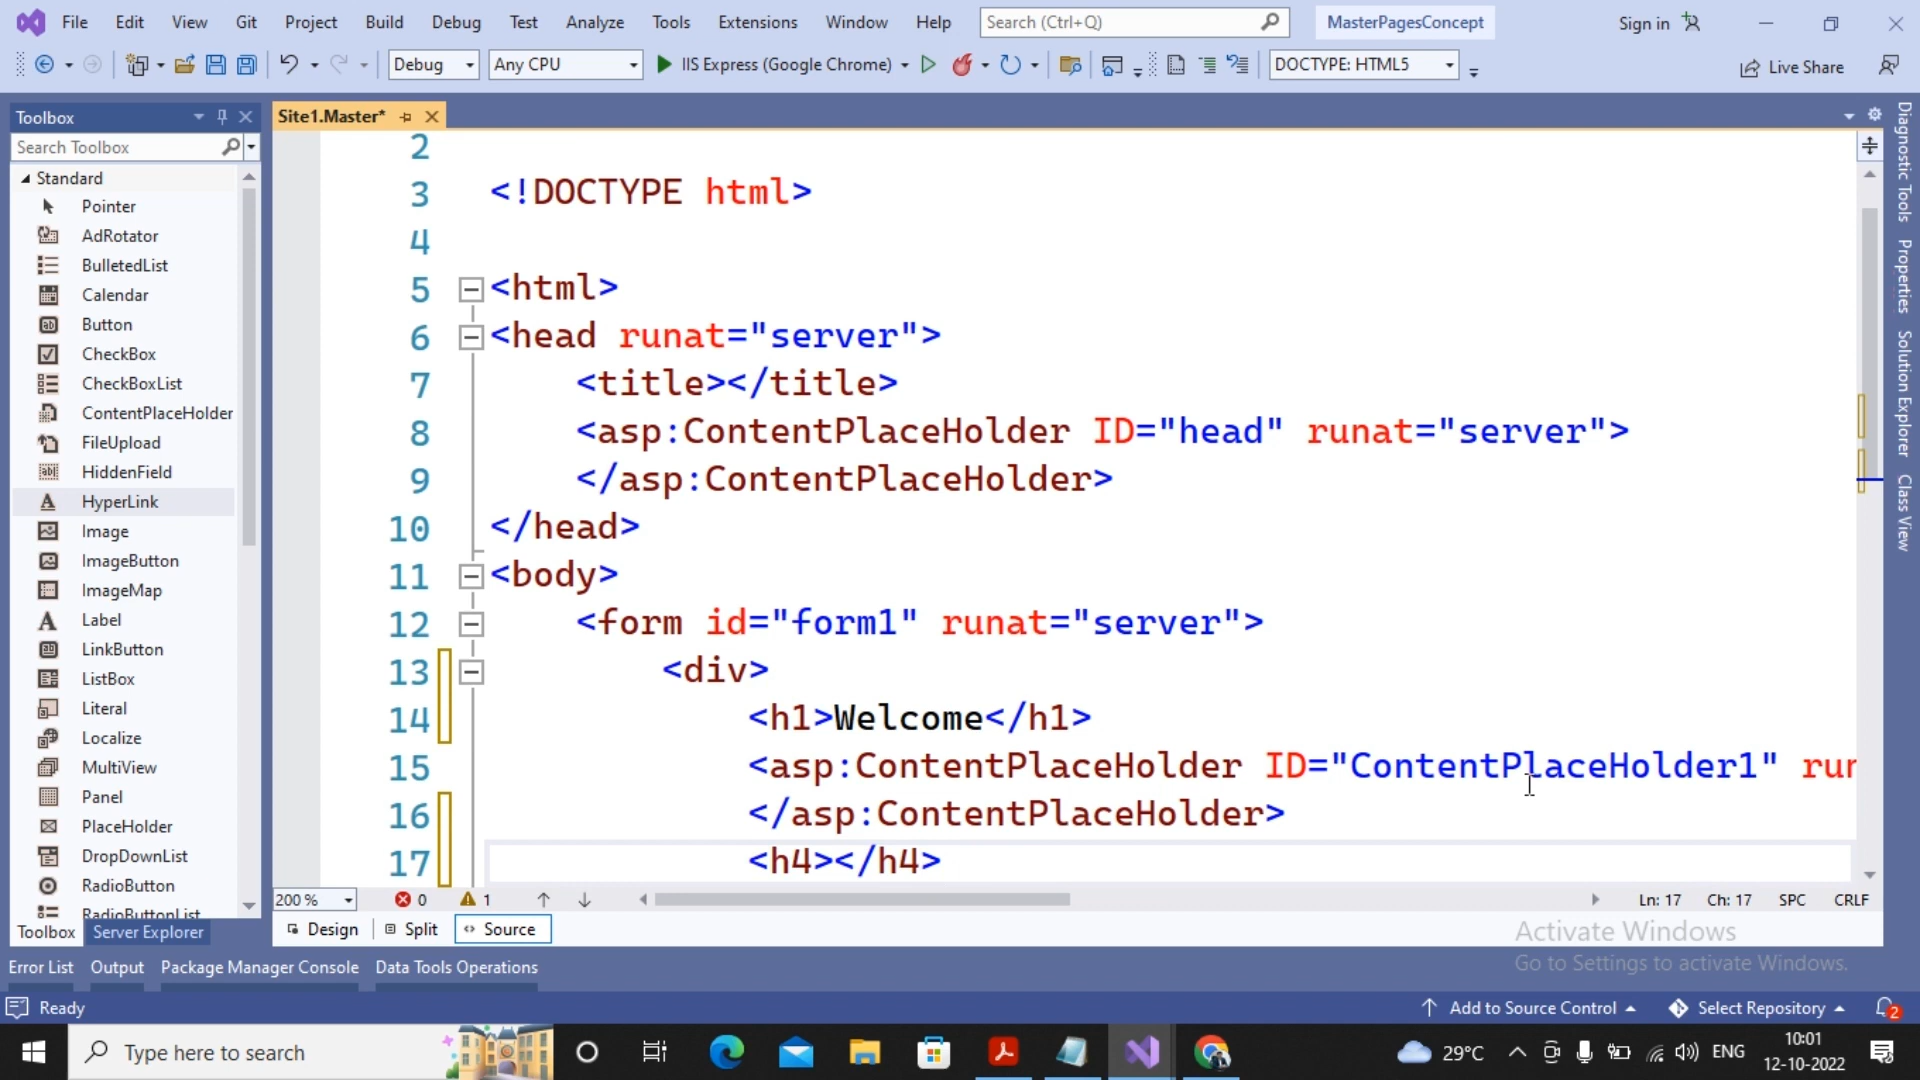 File Edit View Git Project Build Debug Test Analyze Tools Extensions Window Help Search (Ctrl+Q) MasterPagesConcept Sign in
Debug Any CPU IIS Express (Google Chrome) DOCTYPE: HTML5 Live Share
Toolbox
Search Toolbox
Standard
Pointer
AdRotator
BulletedList
Calendar
Button
CheckBox
CheckBoxList
ContentPlaceHolder
FileUpload
HiddenField
HyperLink
Image
ImageButton
ImageMap
Label
LinkButton
ListBox
Literal
Localize
MultiView
Panel
PlaceHolder
DropDownList
RadioButton
RadioButtonList
Toolbox Server Explorer
Site1.Master*
2
3 <!DOCTYPE html>
4
5 <html>
6 <head runat="server">
7 <title></title>
8 <asp:ContentPlaceHolder ID="head" runat="server">
9 </asp:ContentPlaceHolder>
10 </head>
11 <body>
12 <form id="form1" runat="server">
13 <div>
14 <h1>Welcome</h1>
15 <asp:ContentPlaceHolder ID="ContentPlaceHolder1" run
16 </asp:ContentPlaceHolder>
17 <h4></h4>
200 % 0 1 Ln: 17 Ch: 17 SPC CRLF
Design Split Source
Activate Windows
Go to Settings to activate Windows.
Diagnostic Tools
Properties
Solution Explorer
Class View
Error List Output Package Manager Console Data Tools Operations
Ready Add to Source Control Select Repository 2
Type here to search 29°C ENG 10:01
12-10-2022